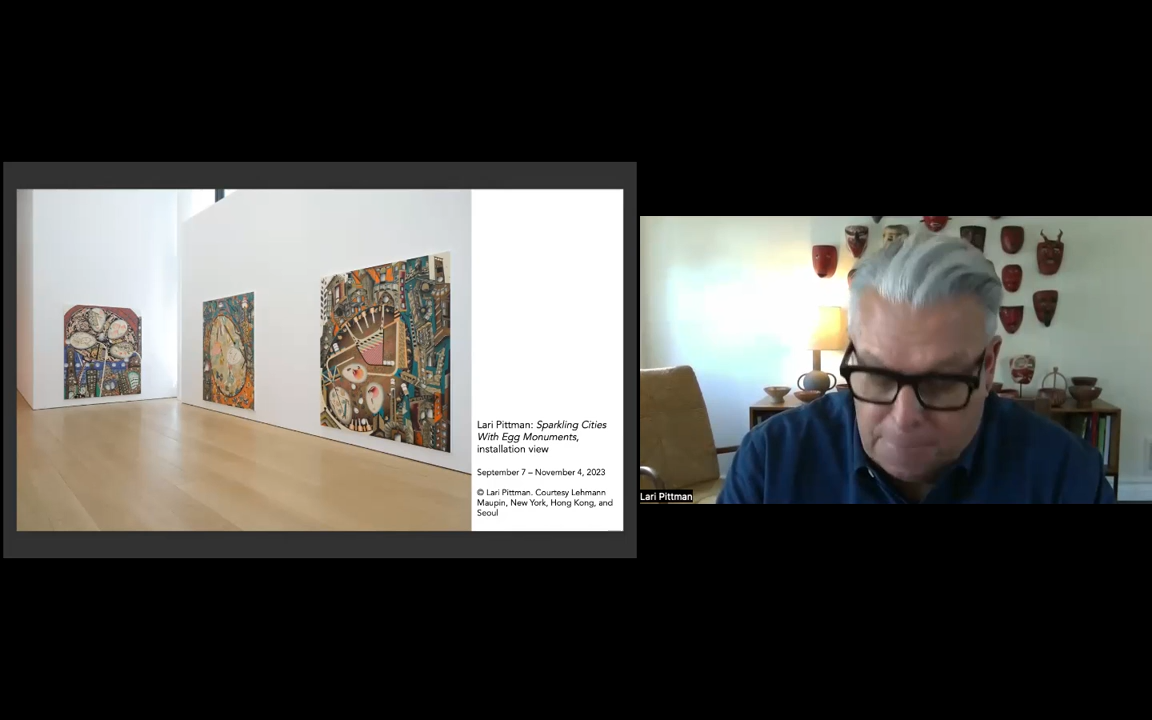 Lari Pittman: Sparkling Cities
With Egg Monuments,
installation view
September 7 – November 4, 2023
© Lari Pittman. Courtesy Lehmann
Maupin, New York, Hong Kong, and
Seoul
Lari Pittman